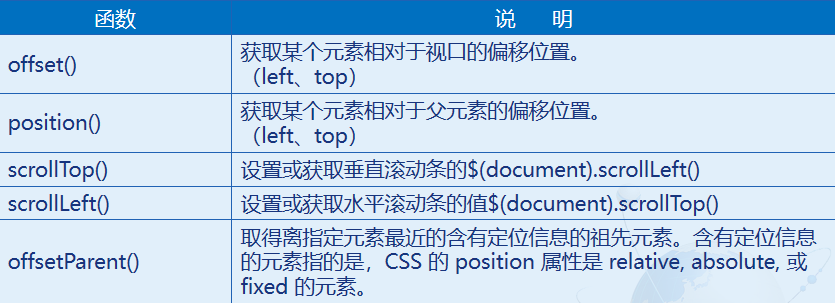 函数 说 明
offset() 获取某个元素相对于视口的偏移位置。
（left、top）
position() 获取某个元素相对于父元素的偏移位置。
（left、top）
scrollTop() 设置或获取垂直滚动条的$(document).scrollLeft()
scrollLeft() 设置或获取水平滚动条的值$(document).scrollTop()
取得离指定元素最近的含有定位信息的祖先元素。含有定位信息
offsetParent() 的元素指的是，CSS 的 position 属性是 relative, absolute, 或
fixed 的元素。